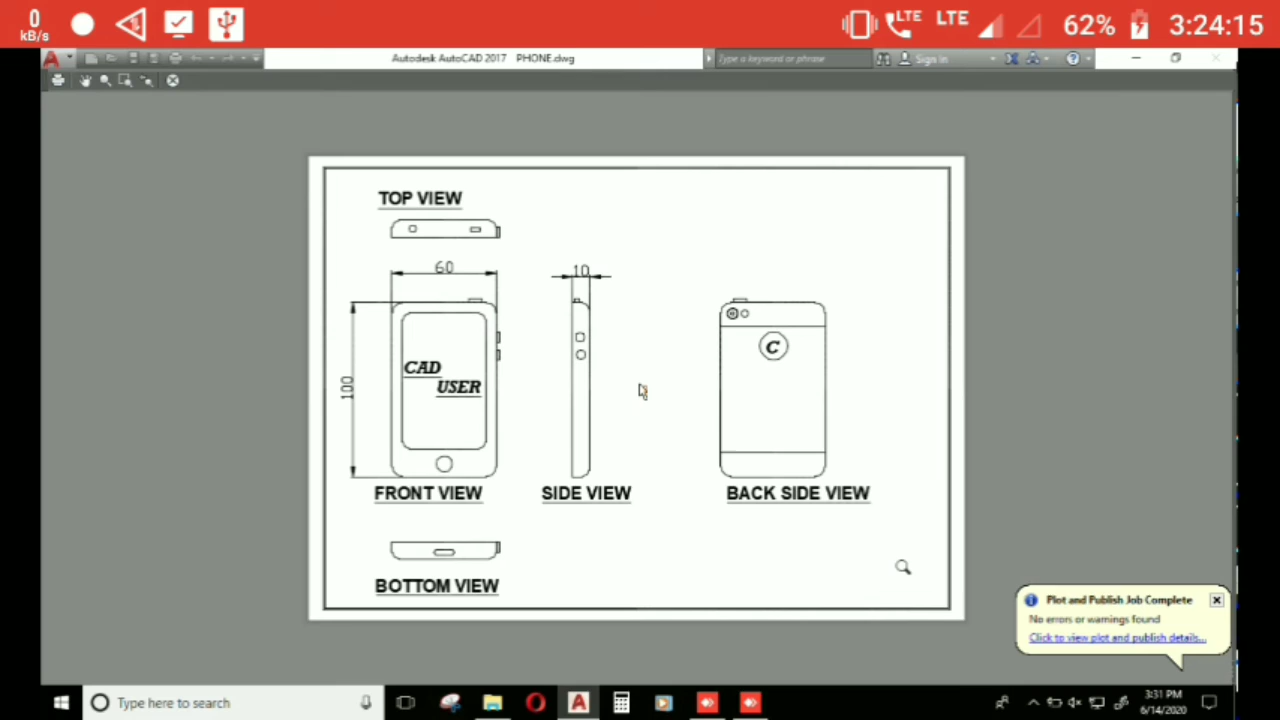 0
kB/s
LTE
LTE
62%
3:24:15
Autodesk AutoCAD 2017 PHONE.dwg
Type a keyword or phrase
Sign In
TOP VIEW
60
10
100
CAD
USER
C
FRONT VIEW
SIDE VIEW
BACK SIDE VIEW
BOTTOM VIEW
Plot and Publish Job Complete
No errors or warnings found
Click to view plot and publish details...
Type here to search
3:31 PM
6/14/2020